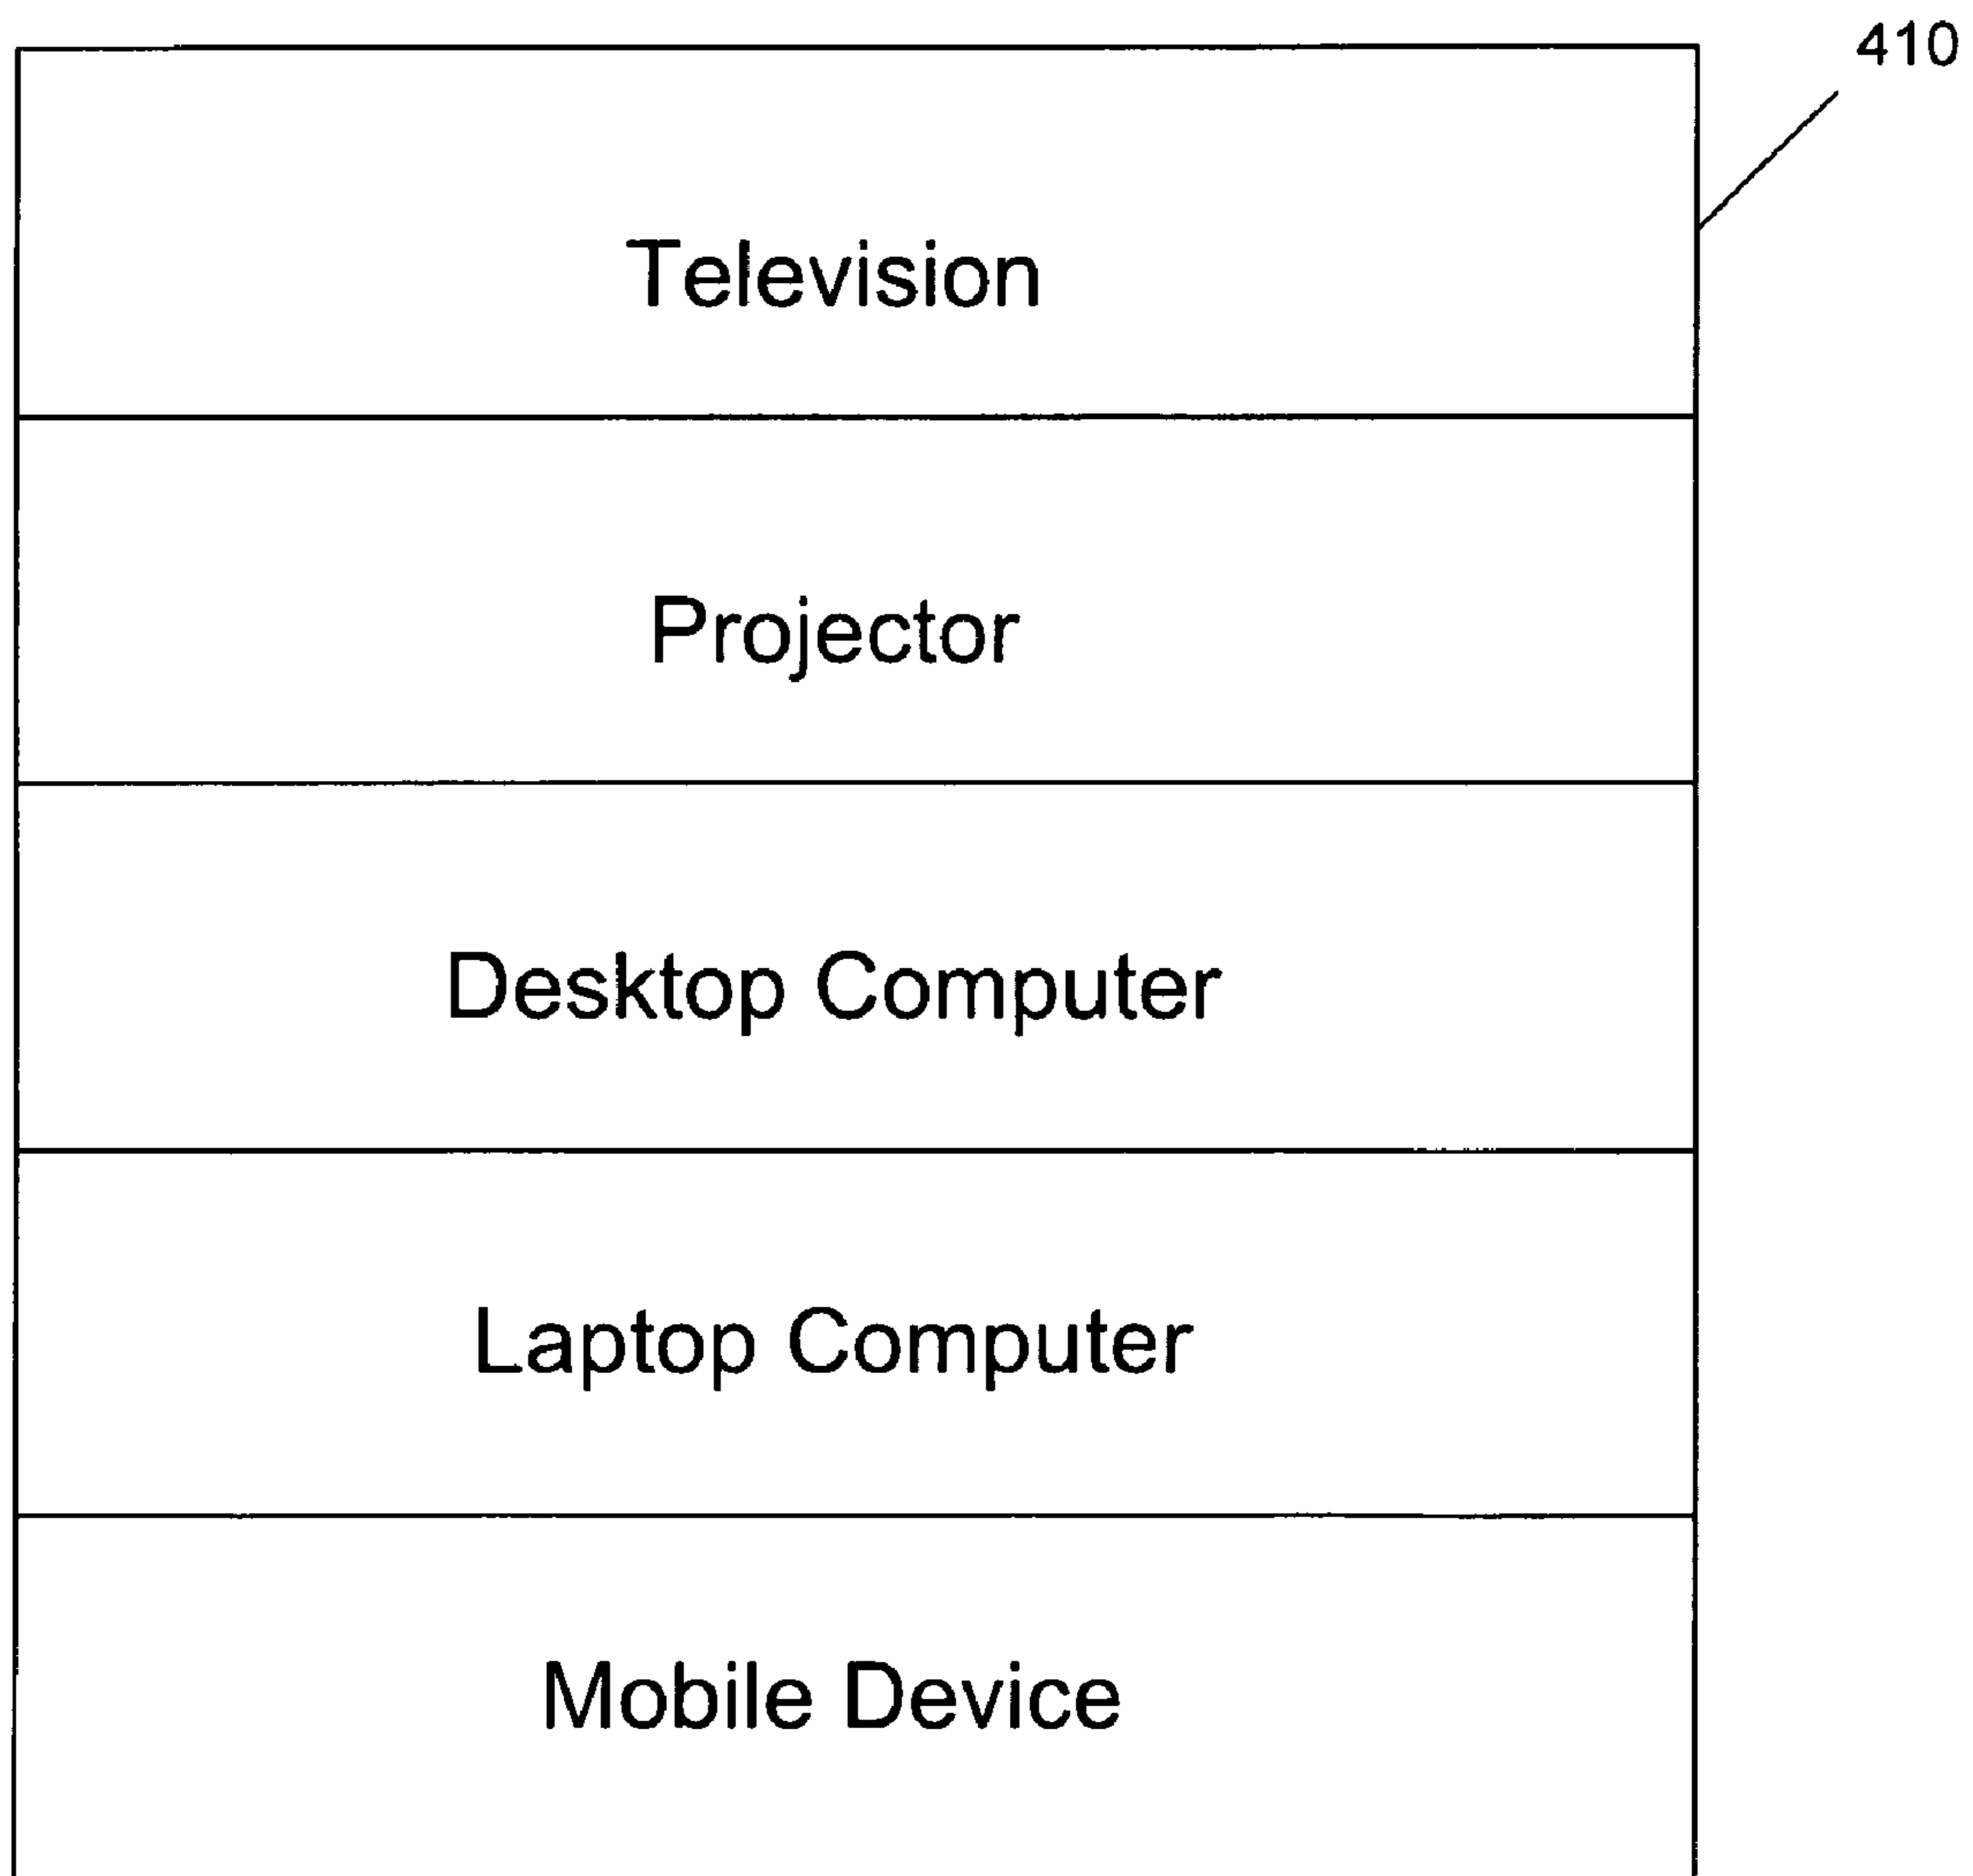 410
Television
Projector
Desktop Computer
Laptop Computer
Mobile Device